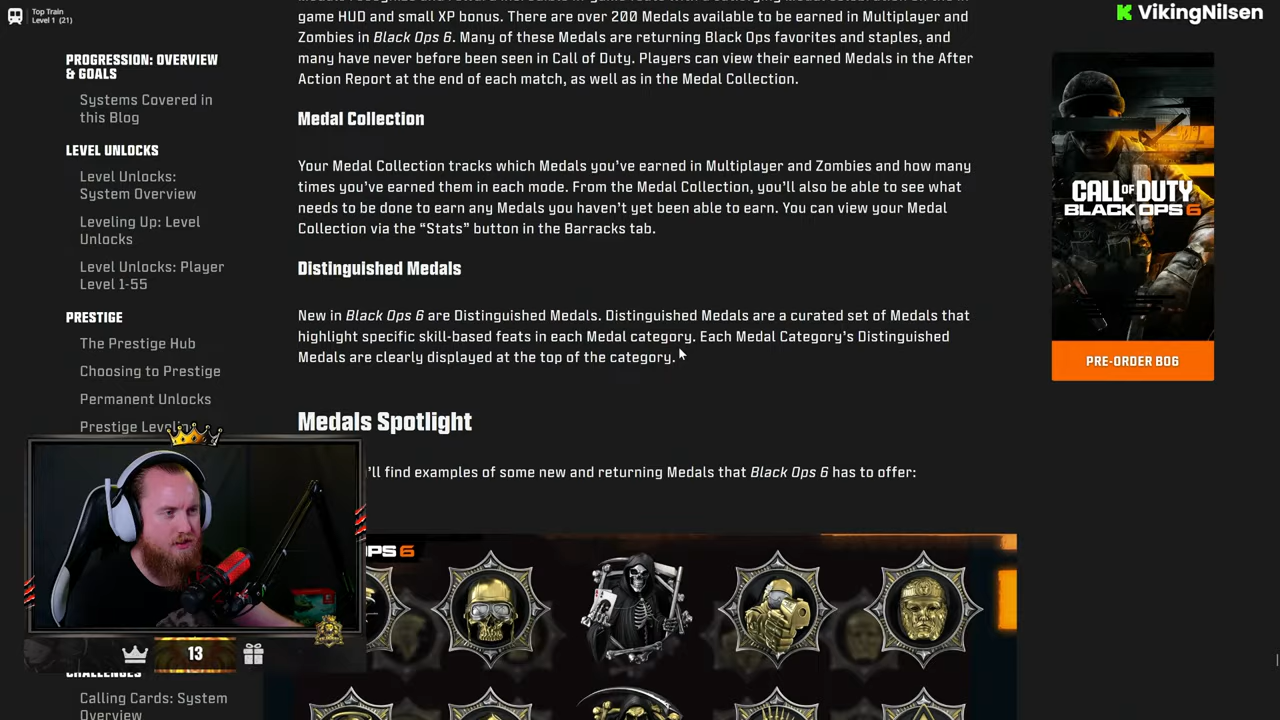 Top Train
Level 1 (21)
VikingNilsen
PROGRESSION: OVERVIEW
& GOALS
Systems Covered in
this Blog
LEVEL UNLOCKS
Level Unlocks:
System Overview
Leveling Up: Level
Unlocks
Level Unlocks: Player
Level 1-55
PRESTIGE
The Prestige Hub
Choosing to Prestige
Permanent Unlocks
Prestige
13
CHALLENGES
Calling Cards: System
Overview
game HUD and small XP bonus. There are over 200 Medals available to be earned in Multiplayer and
Zombies in Black Ops 6. Many of these Medals are returning Black Ops favorites and staples, and
many have never before been seen in Call of Duty. Players can view their earned Medals in the After
Action Report at the end of each match, as well as in the Medal Collection.
Medal Collection
Your Medal Collection tracks which Medals you've earned in Multiplayer and Zombies and how many
times you've earned them in each mode. From the Medal Collection, you'll also be able to see what
needs to be done to earn any Medals you haven't yet been able to earn. You can view your Medal
Collection via the "Stats" button in the Barracks tab.
Distinguished Medals
New in Black Ops 6 are Distinguished Medals. Distinguished Medals are a curated set of Medals that
highlight specific skill-based feats in each Medal category. Each Medal Category's Distinguished
Medals are clearly displayed at the top of the category.
Medals Spotlight
'll find examples of some new and returning Medals that Black Ops 6 has to offer:
OPS 6
CALL OF DUTY
BLACK OPS 6
PRE-ORDER BO6